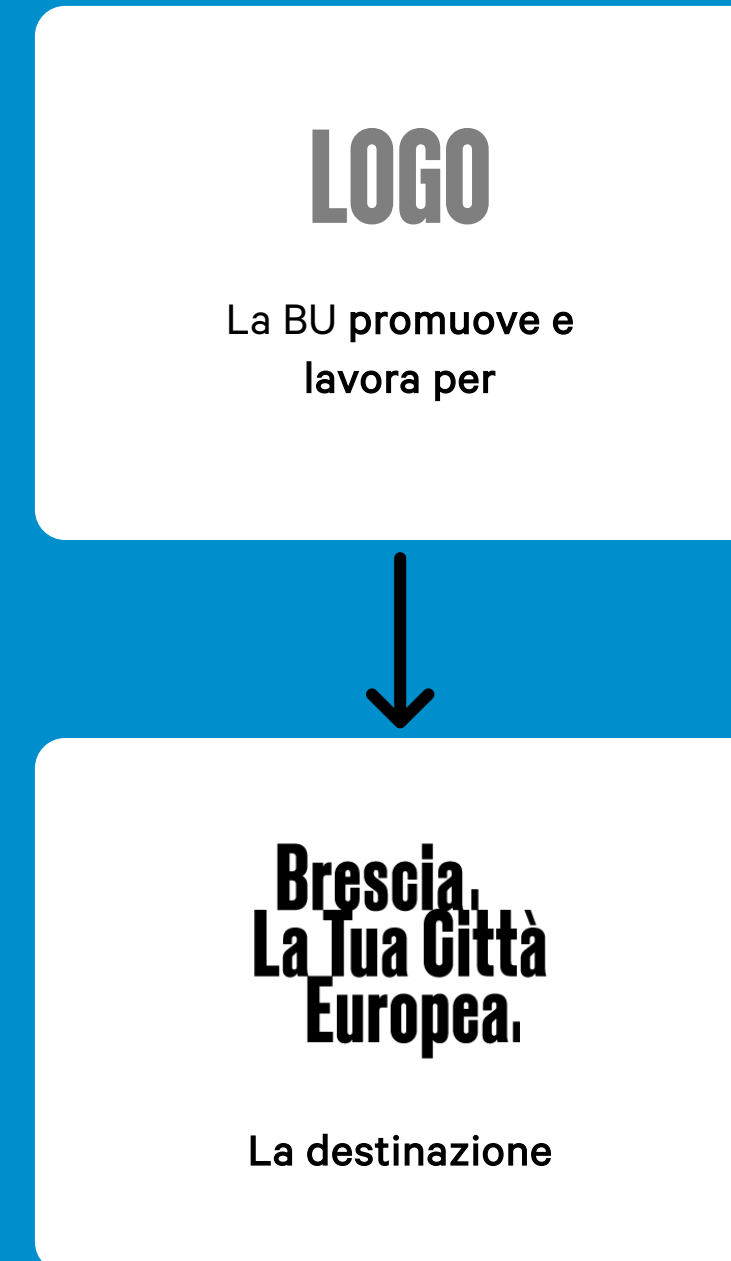 LOGO
La BU promuove e
lavora per
Brescia.
La Tua Città
Europea.
La destinazione